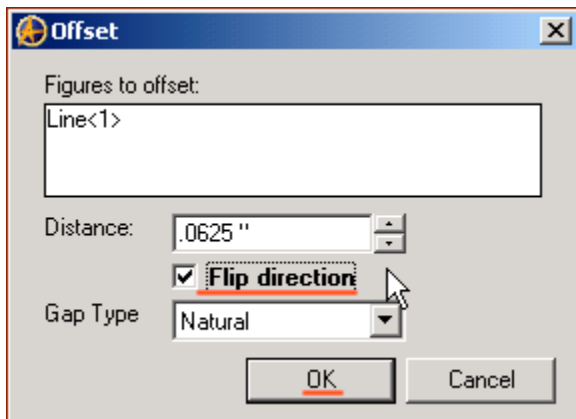 Offset
Figures to offset:
Line<1>
Distance: .0625 "
Flip direction
Gap Type Natural
OK Cancel